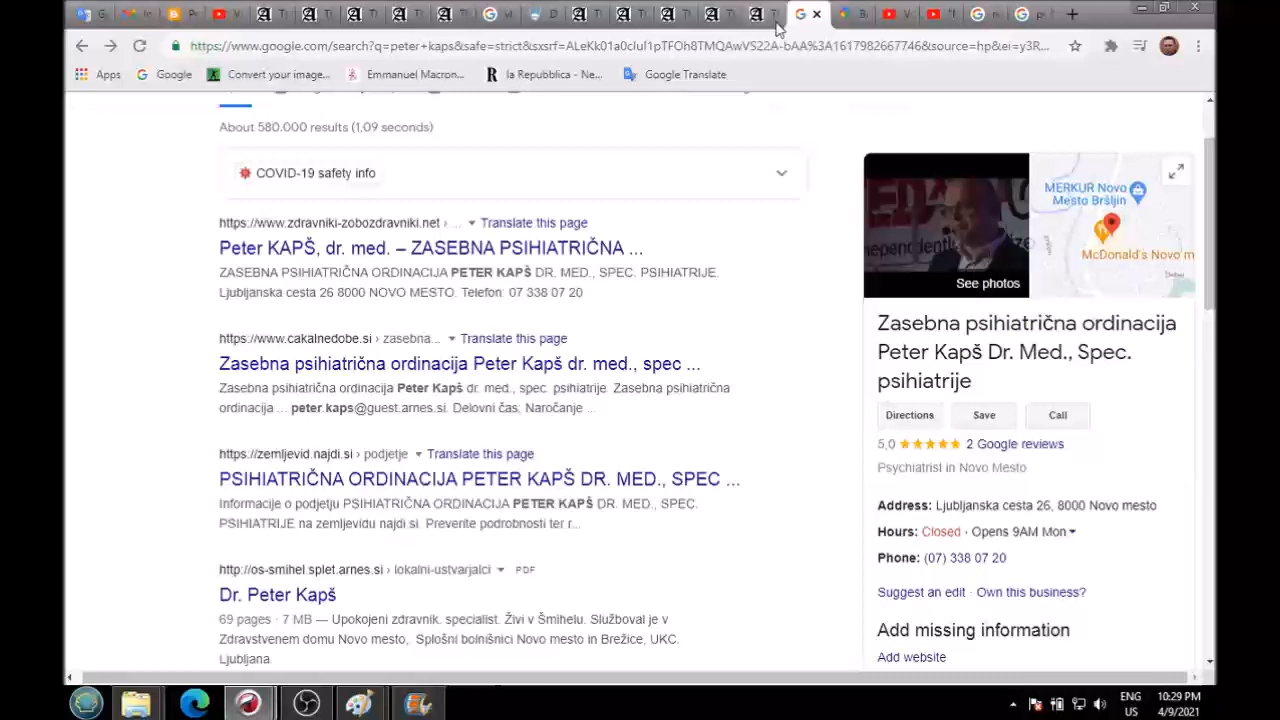 https://www.google.com/search?q=peter+kaps&safe=strict&sxsrf=ALeKk01a0cIuI1pTFOh8TMQAwVS22A-bAA%3A1617982667746&source=hp&ei=y3R...
Apps
Google
Convert your image...
Emmanuel Macron...
la Repubblica - Ne...
Google Translate
About 580.000 results (1,09 seconds)
COVID-19 safety info
https://www.zdravniki-zobozdravniki.net › ... Translate this page
Peter KAPŠ, dr. med. – ZASEBNA PSIHIATRIČNA ...
ZASEBNA PSIHIATRIČNA ORDINACIJA PETER KAPŠ DR. MED., SPEC. PSIHIATRIJE.
Ljubljanska cesta 26 8000 NOVO MESTO. Telefon: 07 338 07 20
https://www.cakalnedobe.si › zasebna... Translate this page
Zasebna psihiatrična ordinacija Peter Kapš dr. med., spec ...
Zasebna psihiatrična ordinacija Peter Kapš dr. med., spec. psihiatrije. Zasebna psihiatrična
ordinacija ... peter.kaps@guest.arnes.si. Delovni čas; Naročanje ...
https://zemljevid.najdi.si › podjetje Translate this page
PSIHIATRIČNA ORDINACIJA PETER KAPŠ DR. MED., SPEC ...
Informacije o podjetju PSIHIATRIČNA ORDINACIJA PETER KAPŠ DR. MED., SPEC.
PSIHIATRIJE na zemljevidu najdi.si. Preverite podrobnosti ter r...
http://os-smihel.splet.arnes.si › lokalni-ustvarjalci PDF
Dr. Peter Kapš
69 pages · 7 MB — Upokojeni zdravnik. specialist. Živi v Šmihelu. Služboval je v
Zdravstvenem domu Novo mesto, Splošni bolnišnici Novo mesto in Brežice, UKC.
Ljubljana.
MERKUR Novo
Mesto Bršljin
McDonald's Novo m
See photos
Zasebna psihiatrična ordinacija
Peter Kapš Dr. Med., Spec.
psihiatrije
Directions
Save
Call
5,0 2 Google reviews
Psychiatrist in Novo Mesto
Address: Ljubljanska cesta 26, 8000 Novo mesto
Hours: Closed · Opens 9AM Mon
Phone: (07) 338 07 20
Suggest an edit · Own this business?
Add missing information
Add website
ENG
US
10:29 PM
4/9/2021